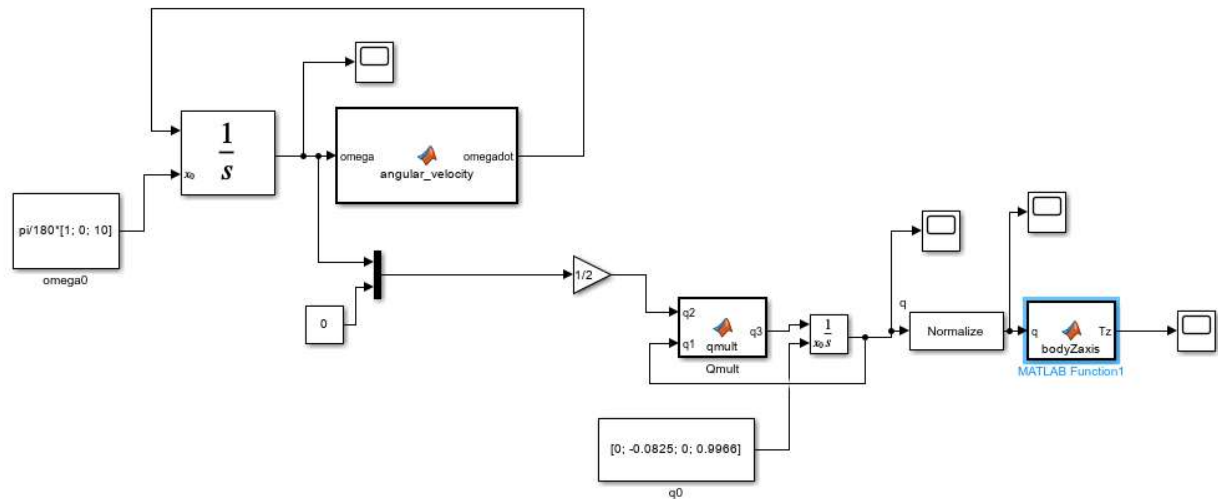 1
s
x₀
omega
omegadot
angular_velocity
pi/180*[1; 0; 10]
omega0
0
1/2
q2
q1
q3
qmult
Qmult
1
x₀ s
q
Normalize
q
Tz
bodyZaxis
MATLAB Function1
[0; -0.0825; 0; 0.9966]
q0